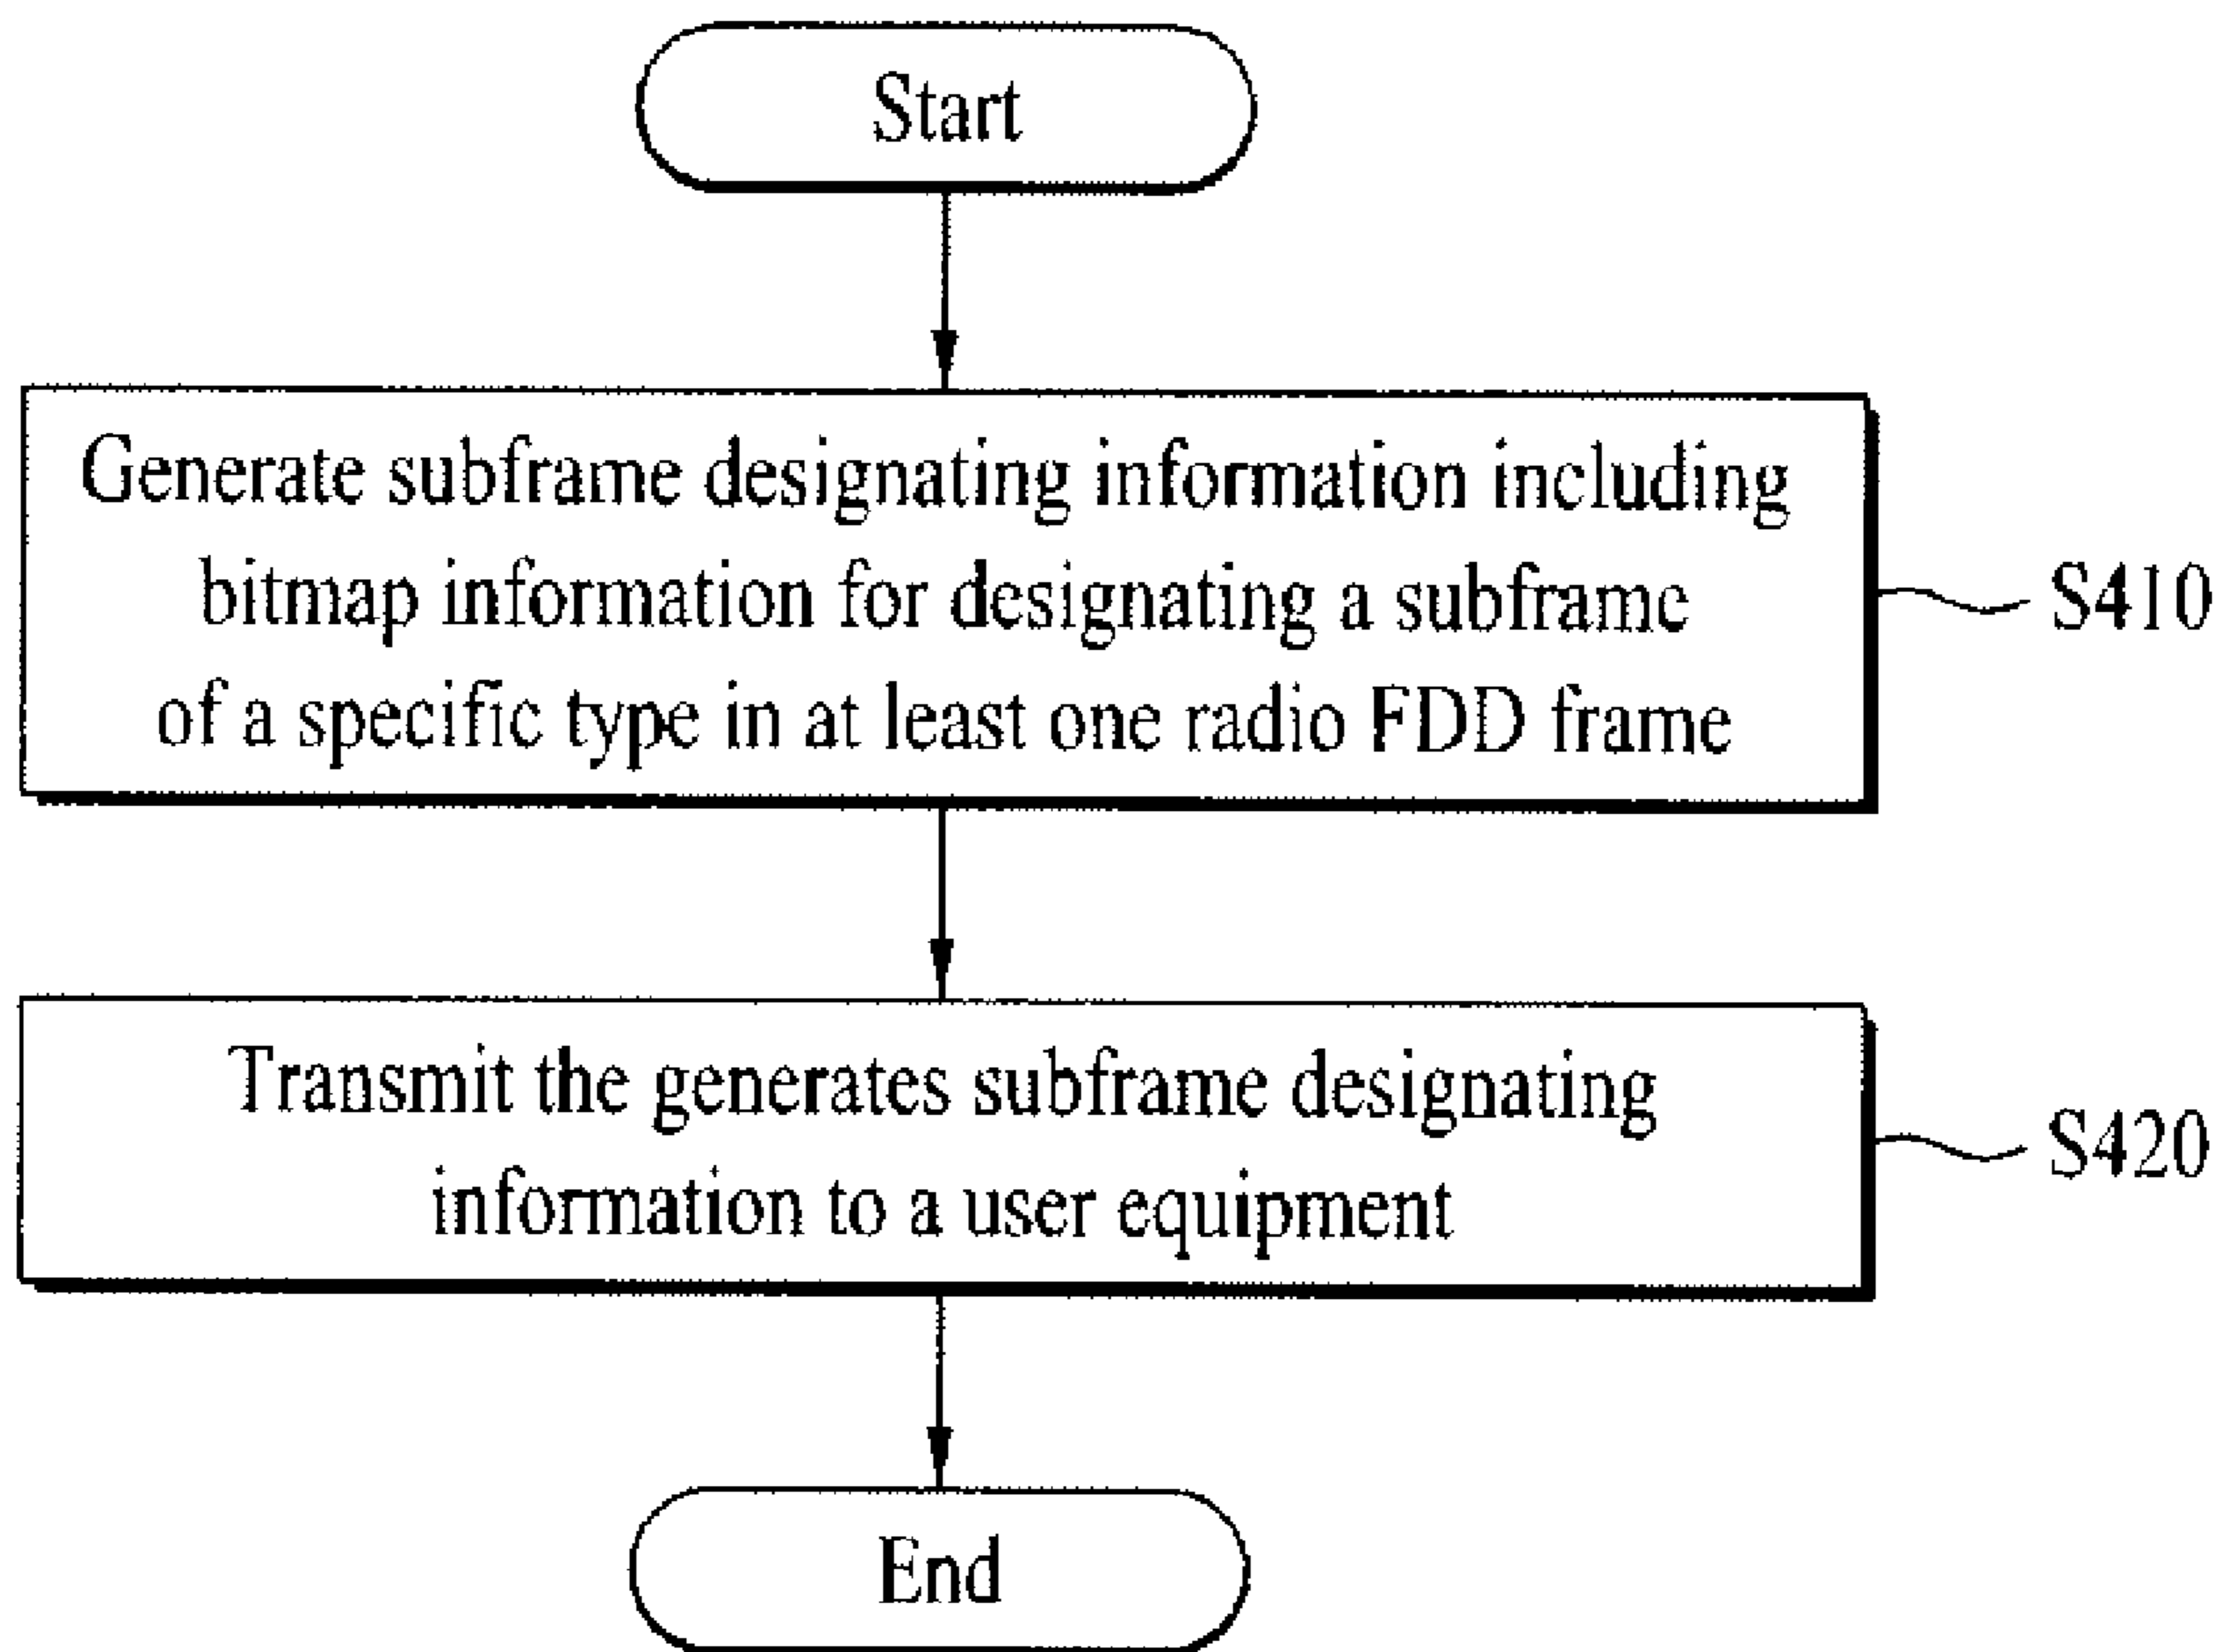 Start
Generate subframe designating information including
bitmap information for designating a subframe
of a specific type in at least one radio FDD frame
S410
Transmit the generates subframe designating
information to a user equipment
S420
End